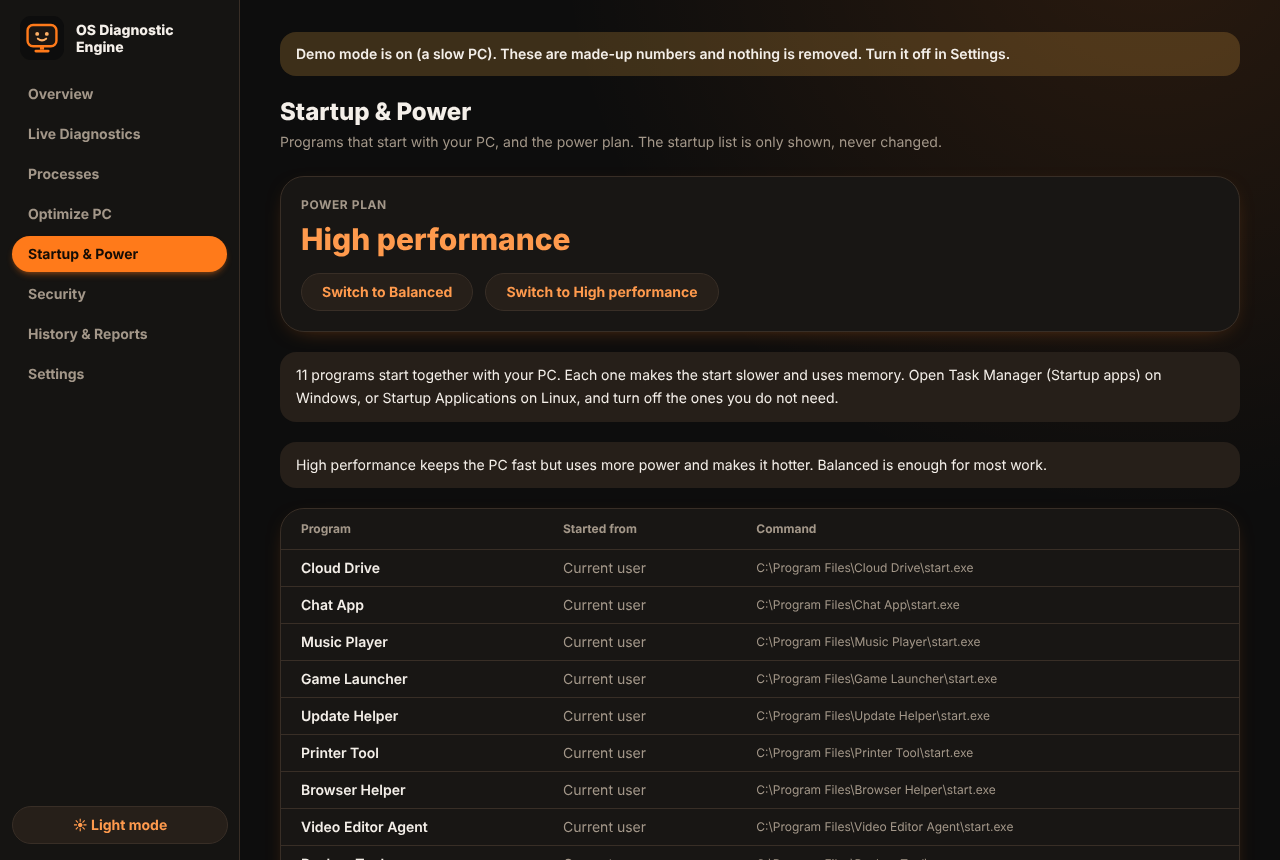 OS Diagnostic
Engine
Overview
Live Diagnostics
Processes
Optimize PC
Startup & Power
Security
History & Reports
Settings
☀ Light mode
Demo mode is on (a slow PC). These are made-up numbers and nothing is removed. Turn it off in Settings.
Startup & Power
Programs that start with your PC, and the power plan. The startup list is only shown, never changed.
POWER PLAN
High performance
Switch to Balanced Switch to High performance
11 programs start together with your PC. Each one makes the start slower and uses memory. Open Task Manager (Startup apps) on
Windows, or Startup Applications on Linux, and turn off the ones you do not need.
High performance keeps the PC fast but uses more power and makes it hotter. Balanced is enough for most work.
Program Started from Command
Cloud Drive Current user C:\Program Files\Cloud Drive\start.exe
Chat App Current user C:\Program Files\Chat App\start.exe
Music Player Current user C:\Program Files\Music Player\start.exe
Game Launcher Current user C:\Program Files\Game Launcher\start.exe
Update Helper Current user C:\Program Files\Update Helper\start.exe
Printer Tool Current user C:\Program Files\Printer Tool\start.exe
Browser Helper Current user C:\Program Files\Browser Helper\start.exe
Video Editor Agent Current user C:\Program Files\Video Editor Agent\start.exe